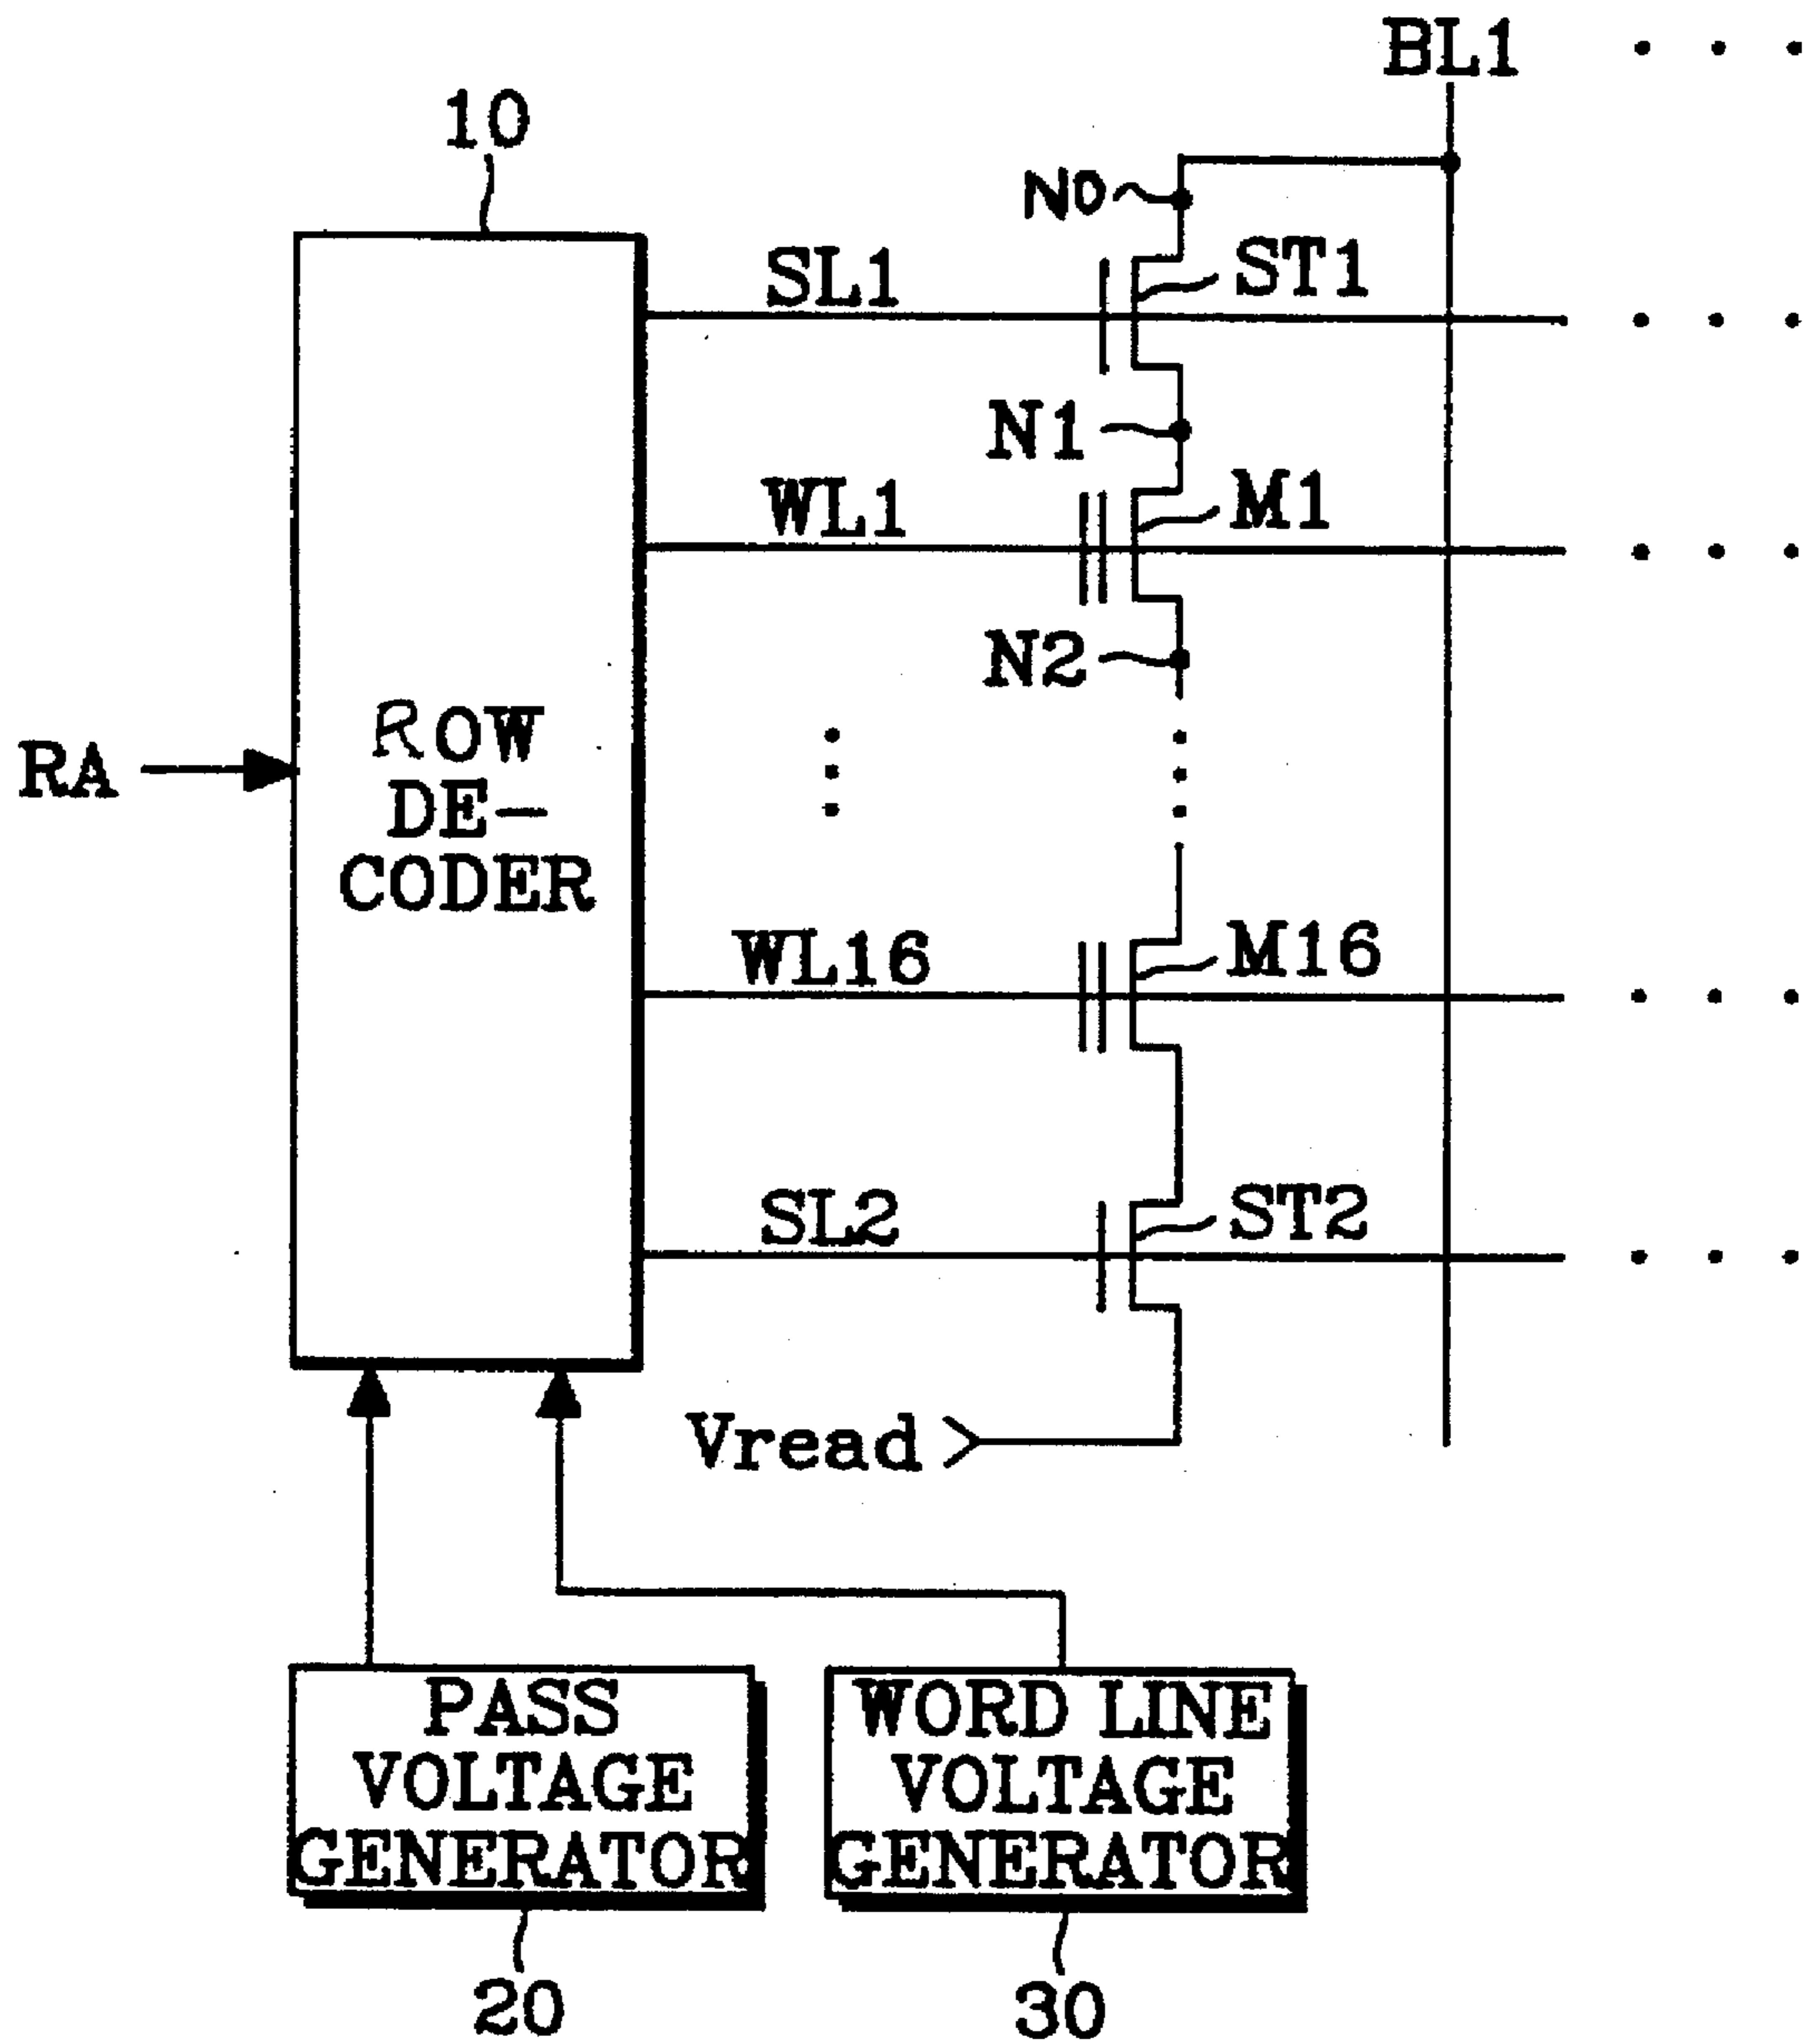 BL1
10
N0
SL1
ST1
N1
WL1
M1
N2
RA
ROW
DE-
CODER
WL16
M16
SL2
ST2
Vread
PASS
VOLTAGE
GENERATOR
WORD LINE
VOLTAGE
GENERATOR
20
30